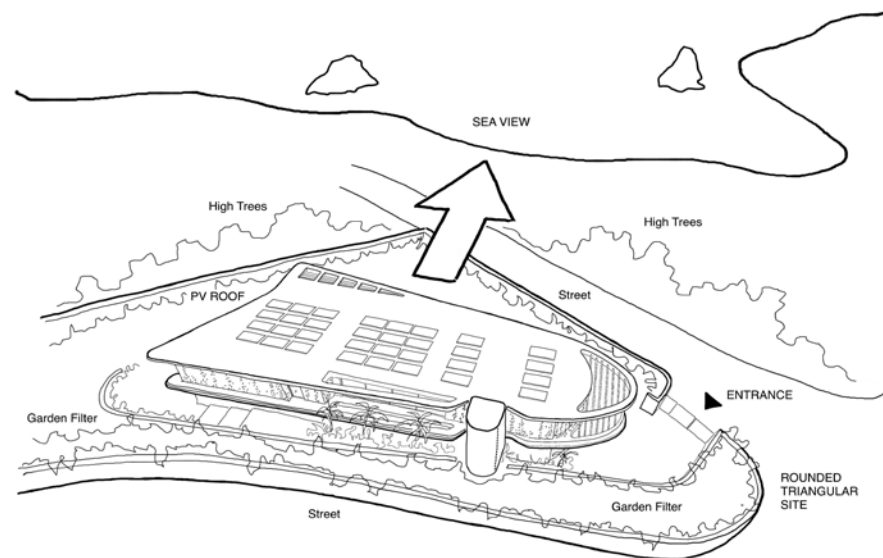 SEA VIEW
High Trees
High Trees
PV ROOF
Street
ENTRANCE
Garden Filter
ROUNDED
TRIANGULAR
SITE
Garden Filter
Street